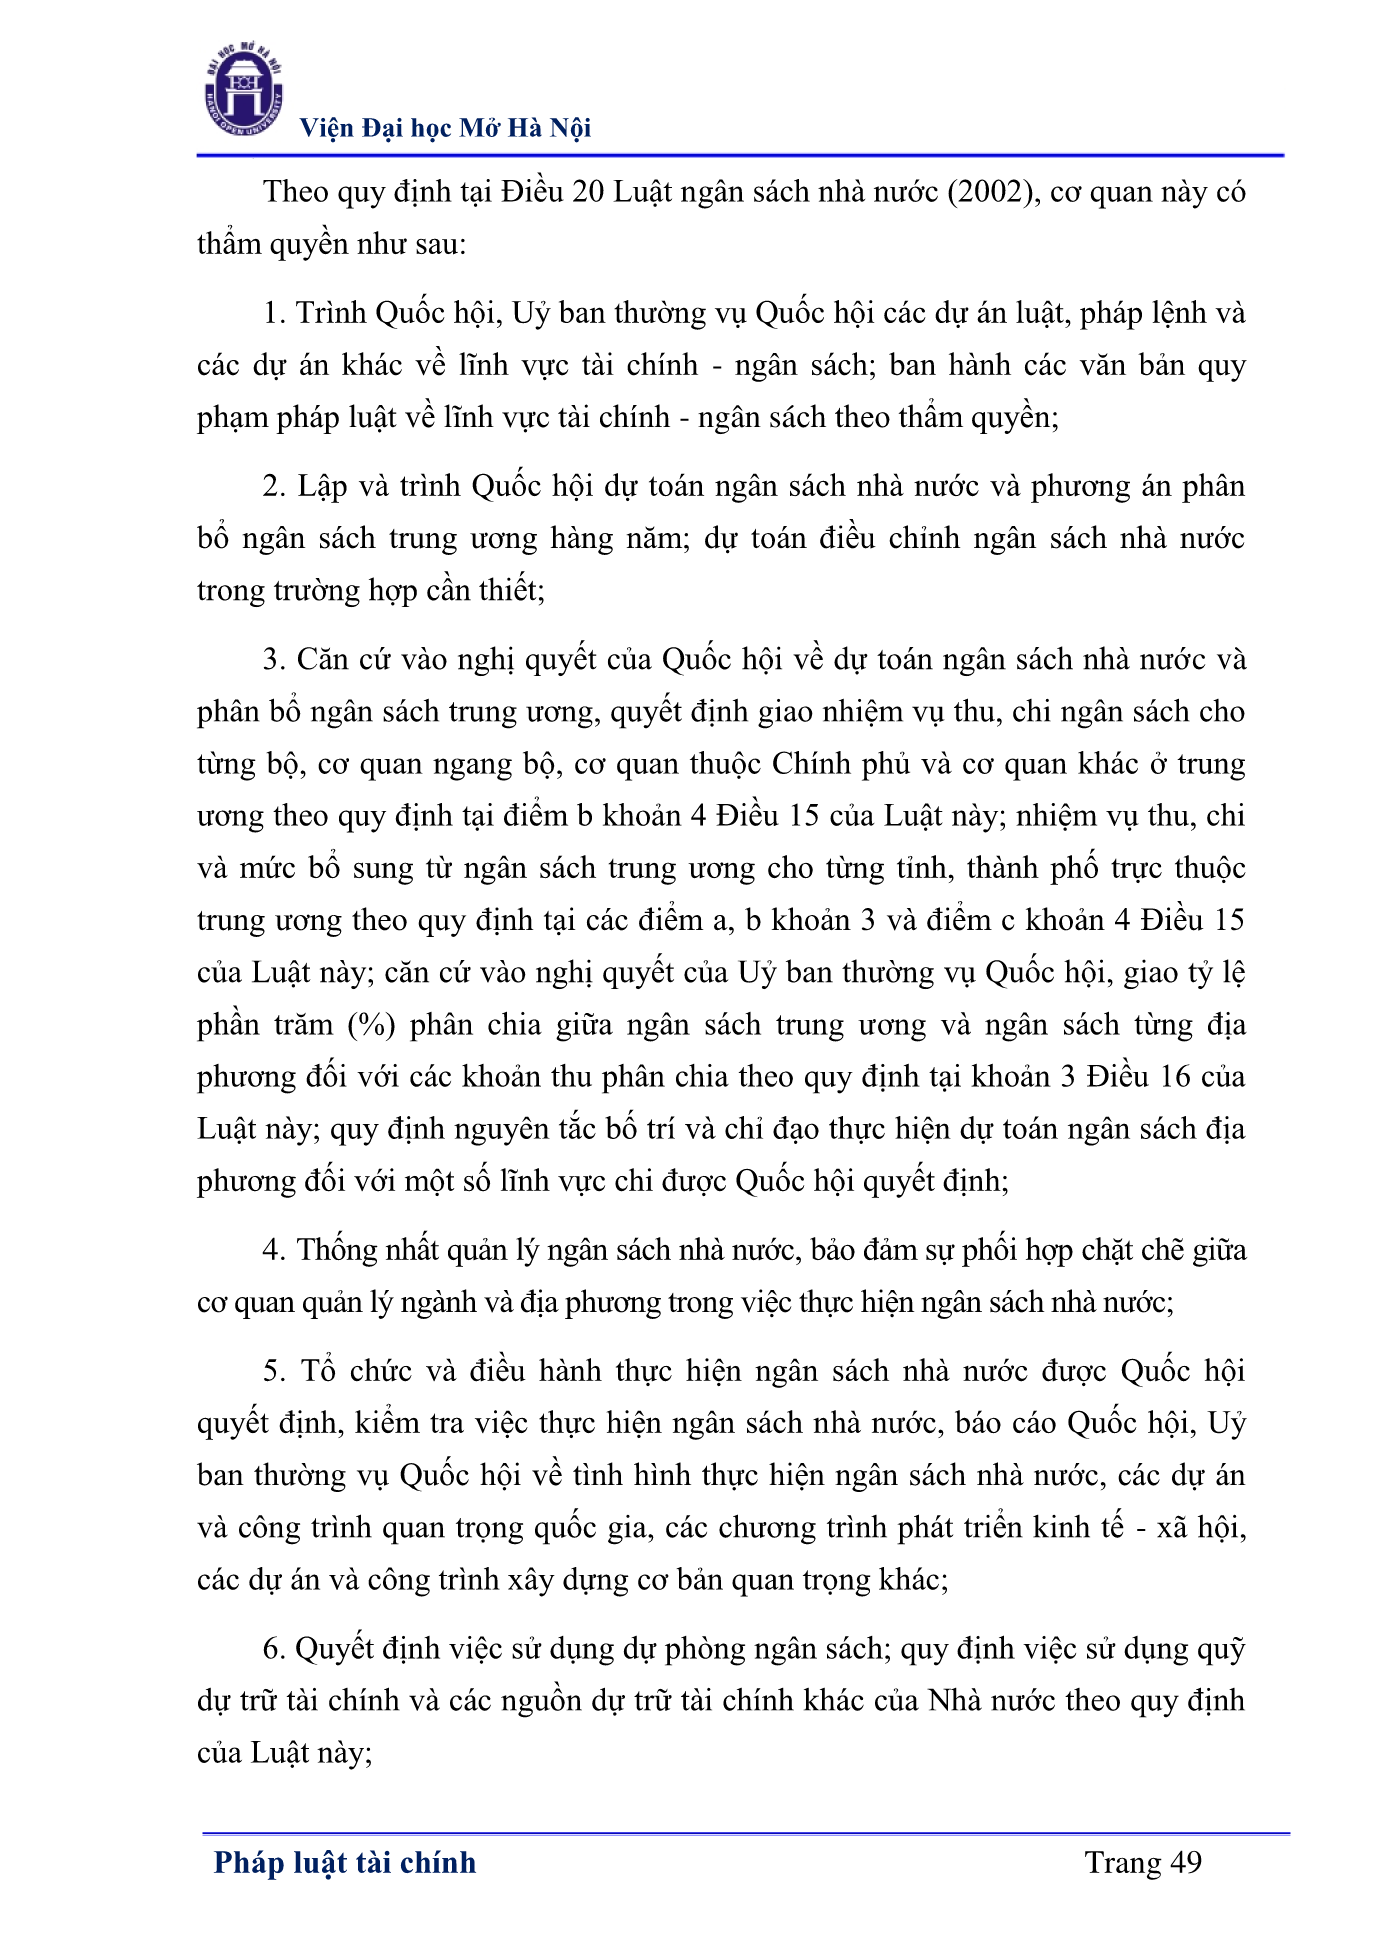 ĐẠI HỌC MỞ HÀ NỘI
HANOI OPEN UNIVERSITY
Viện Đại học Mở Hà Nội
Theo quy định tại Điều 20 Luật ngân sách nhà nước (2002), cơ quan này có
thẩm quyền như sau:
1. Trình Quốc hội, Uỷ ban thường vụ Quốc hội các dự án luật, pháp lệnh và
các dự án khác về lĩnh vực tài chính - ngân sách; ban hành các văn bản quy
phạm pháp luật về lĩnh vực tài chính - ngân sách theo thẩm quyền;
2. Lập và trình Quốc hội dự toán ngân sách nhà nước và phương án phân
bổ ngân sách trung ương hàng năm; dự toán điều chỉnh ngân sách nhà nước
trong trường hợp cần thiết;
3. Căn cứ vào nghị quyết của Quốc hội về dự toán ngân sách nhà nước và
phân bổ ngân sách trung ương, quyết định giao nhiệm vụ thu, chi ngân sách cho
từng bộ, cơ quan ngang bộ, cơ quan thuộc Chính phủ và cơ quan khác ở trung
ương theo quy định tại điểm b khoản 4 Điều 15 của Luật này; nhiệm vụ thu, chi
và mức bổ sung từ ngân sách trung ương cho từng tỉnh, thành phố trực thuộc
trung ương theo quy định tại các điểm a, b khoản 3 và điểm c khoản 4 Điều 15
của Luật này; căn cứ vào nghị quyết của Uỷ ban thường vụ Quốc hội, giao tỷ lệ
phần trăm (%) phân chia giữa ngân sách trung ương và ngân sách từng địa
phương đối với các khoản thu phân chia theo quy định tại khoản 3 Điều 16 của
Luật này; quy định nguyên tắc bố trí và chỉ đạo thực hiện dự toán ngân sách địa
phương đối với một số lĩnh vực chi được Quốc hội quyết định;
4. Thống nhất quản lý ngân sách nhà nước, bảo đảm sự phối hợp chặt chẽ giữa
cơ quan quản lý ngành và địa phương trong việc thực hiện ngân sách nhà nước;
5. Tổ chức và điều hành thực hiện ngân sách nhà nước được Quốc hội
quyết định, kiểm tra việc thực hiện ngân sách nhà nước, báo cáo Quốc hội, Uỷ
ban thường vụ Quốc hội về tình hình thực hiện ngân sách nhà nước, các dự án
và công trình quan trọng quốc gia, các chương trình phát triển kinh tế - xã hội,
các dự án và công trình xây dựng cơ bản quan trọng khác;
6. Quyết định việc sử dụng dự phòng ngân sách; quy định việc sử dụng quỹ
dự trữ tài chính và các nguồn dự trữ tài chính khác của Nhà nước theo quy định
của Luật này;
Pháp luật tài chính Trang 49